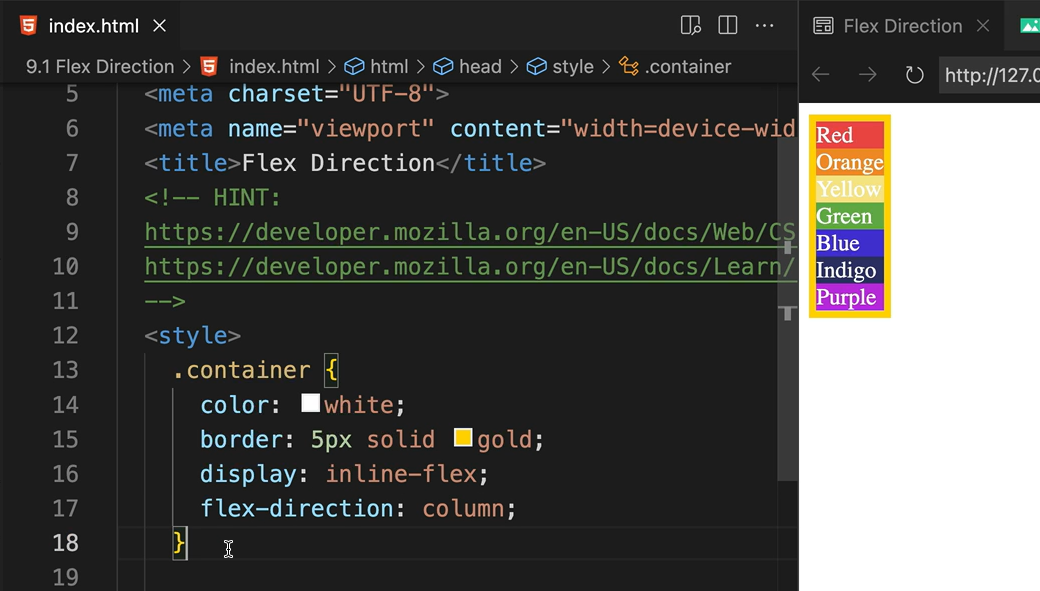 index.html
Flex Direction
9.1 Flex Direction > index.html > html > head > style > .container
http://127.0
5 <meta charset="UTF-8">
6 <meta name="viewport" content="width=device-wid
7 <title>Flex Direction</title>
8 <!-- HINT:
9 https://developer.mozilla.org/en-US/docs/Web/CS
10 https://developer.mozilla.org/en-US/docs/Learn/
11 -->
12 <style>
13 .container {
14 color: white;
15 border: 5px solid gold;
16 display: inline-flex;
17 flex-direction: column;
18 }
19
Red
Orange
Yellow
Green
Blue
Indigo
Purple